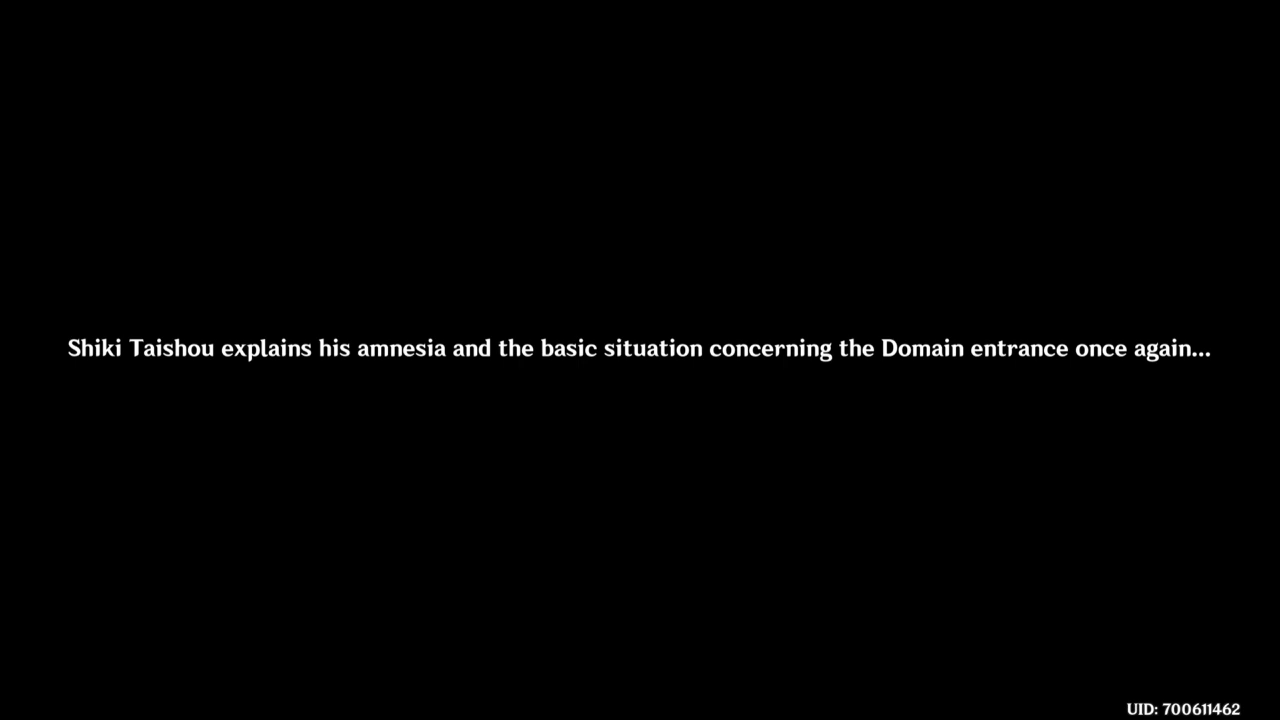 Shiki Taishou explains his amnesia and the basic situation concerning the Domain entrance once again...
UID: 700611462